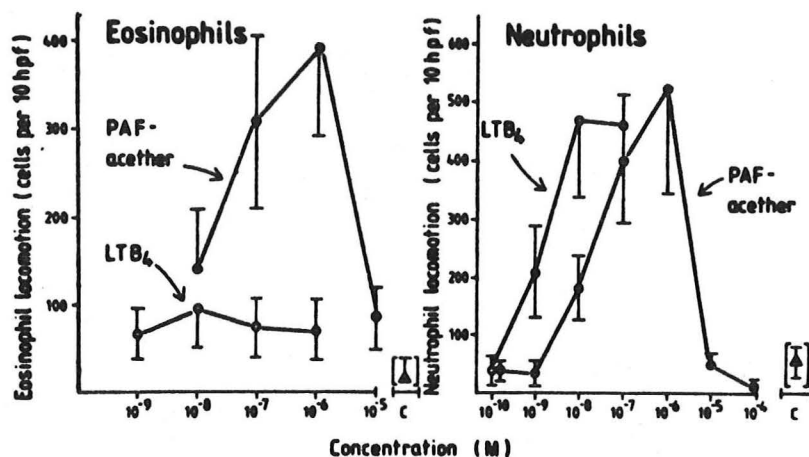 Eosinophils
Eosinophil locomotion (cells per 10 hpf)
400
300
200
100
PAF-
acether
LTB₄
10⁻⁹ 10⁻⁸ 10⁻⁷ 10⁻⁶ 10⁻⁵
C
Neutrophils
Neutrophil locomotion (cells per 10 hpf)
600
500
400
300
200
100
LTB₄
PAF-
acether
10⁻¹⁰ 10⁻⁹ 10⁻⁸ 10⁻⁷ 10⁻⁶ 10⁻⁵ 10⁻⁴
C
Concentration (M)